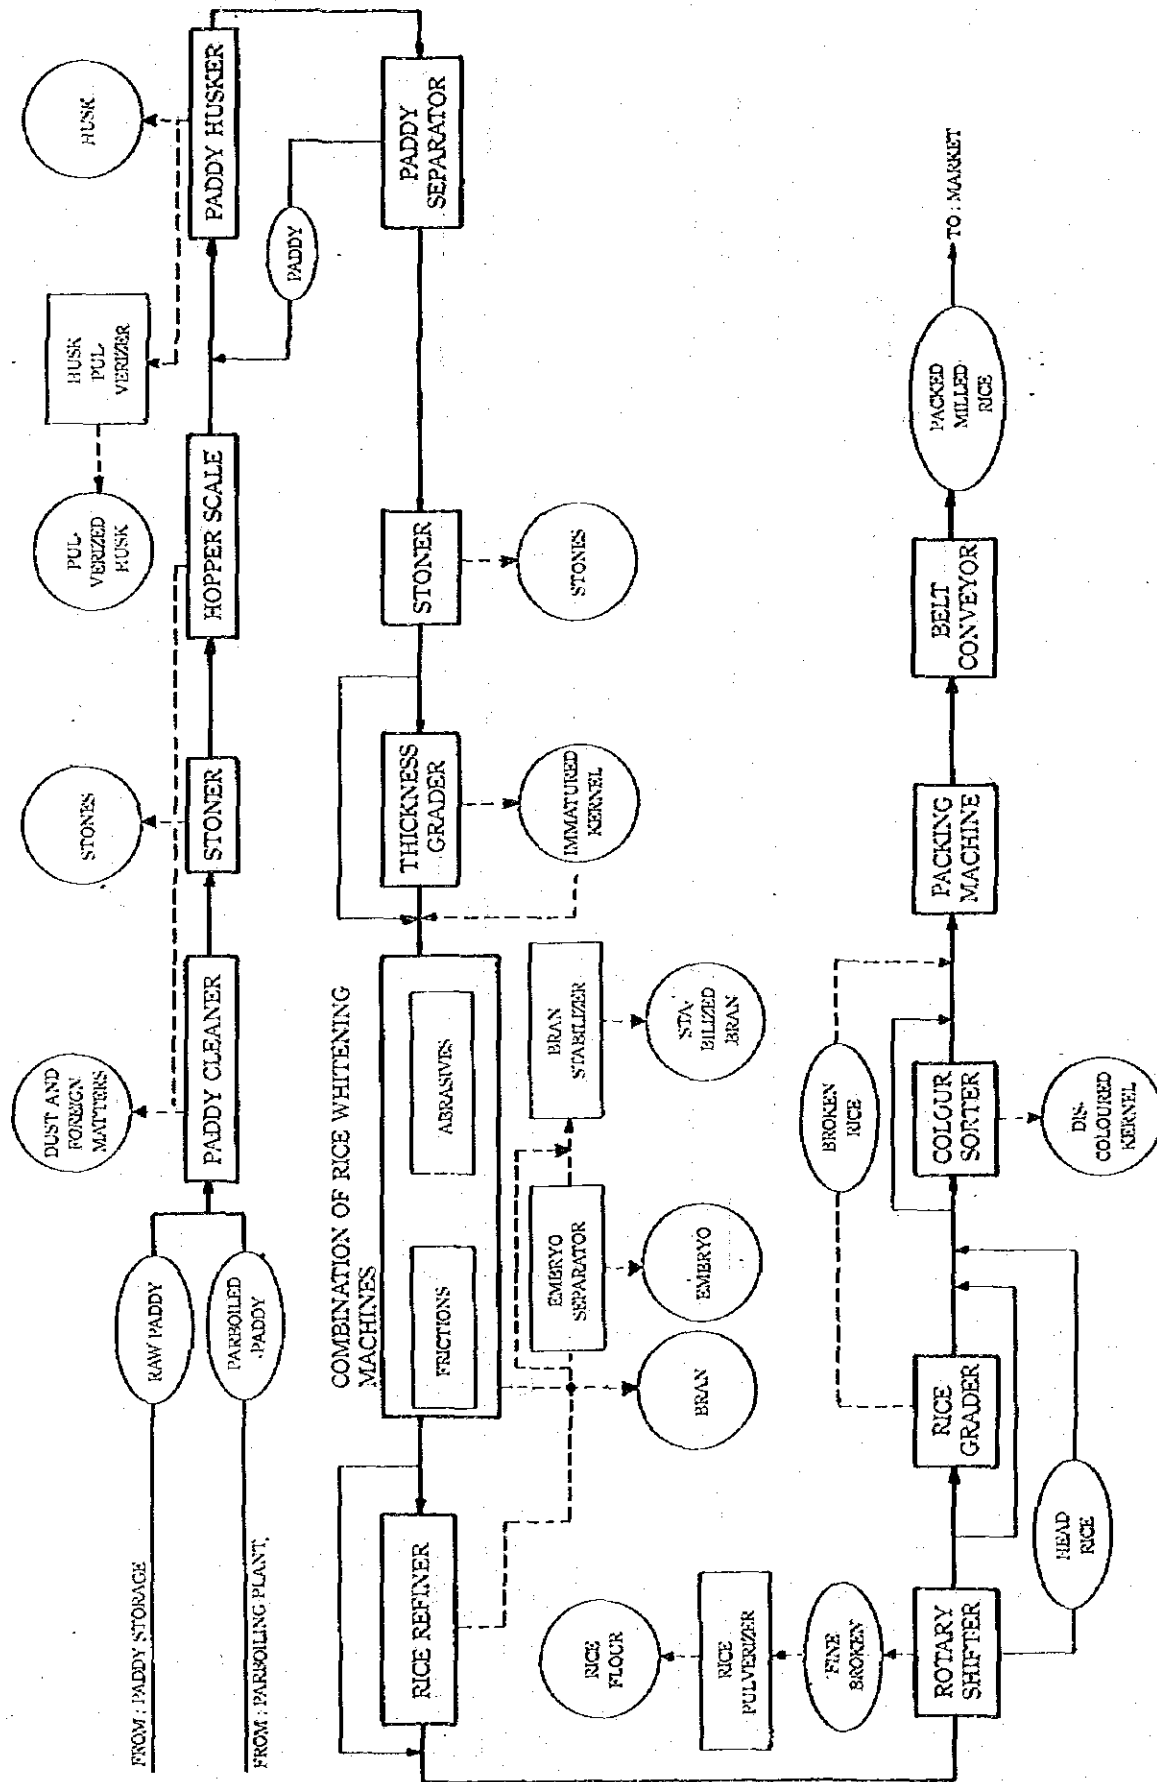 FROM : PADDY STORAGE
RAW PADDY
FROM : PARBOILING PLANT.
PARBOILED
PADDY
DUST AND
FOREIGN
MATTERS
PADDY CLEANER
STONES
STONER
HOPPER SCALE
PUL-
VERIZED
HUSK
HUSK
PUL-
VERIZER
HUSK
PADDY HUSKER
PADDY
PADDY
SEPARATOR
STONER
STONES
THICKNESS
GRADER
IMMATURED
KERNEL
COMBINATION OF RICE WHITENING
MACHINES
ABRASIVES
FRICTIONS
BRAN
STABILIZER
STA-
BILIZED
BRAN
EMBRYO
SEPARATOR
EMBRYO
BRAN
RICE REFINER
RICE
FLOUR
RICE
PULVERIZER
FINE
BROKEN
ROTARY
SHIFTER
HEAD
RICE
RICE
GRADER
BROKEN
RICE
COLOUR
SORTER
DIS-
COLOURED
KERNEL
PACKING
MACHINE
BELT
CONVEYOR
PACKED
MILLED
RICE
TO : MARKET